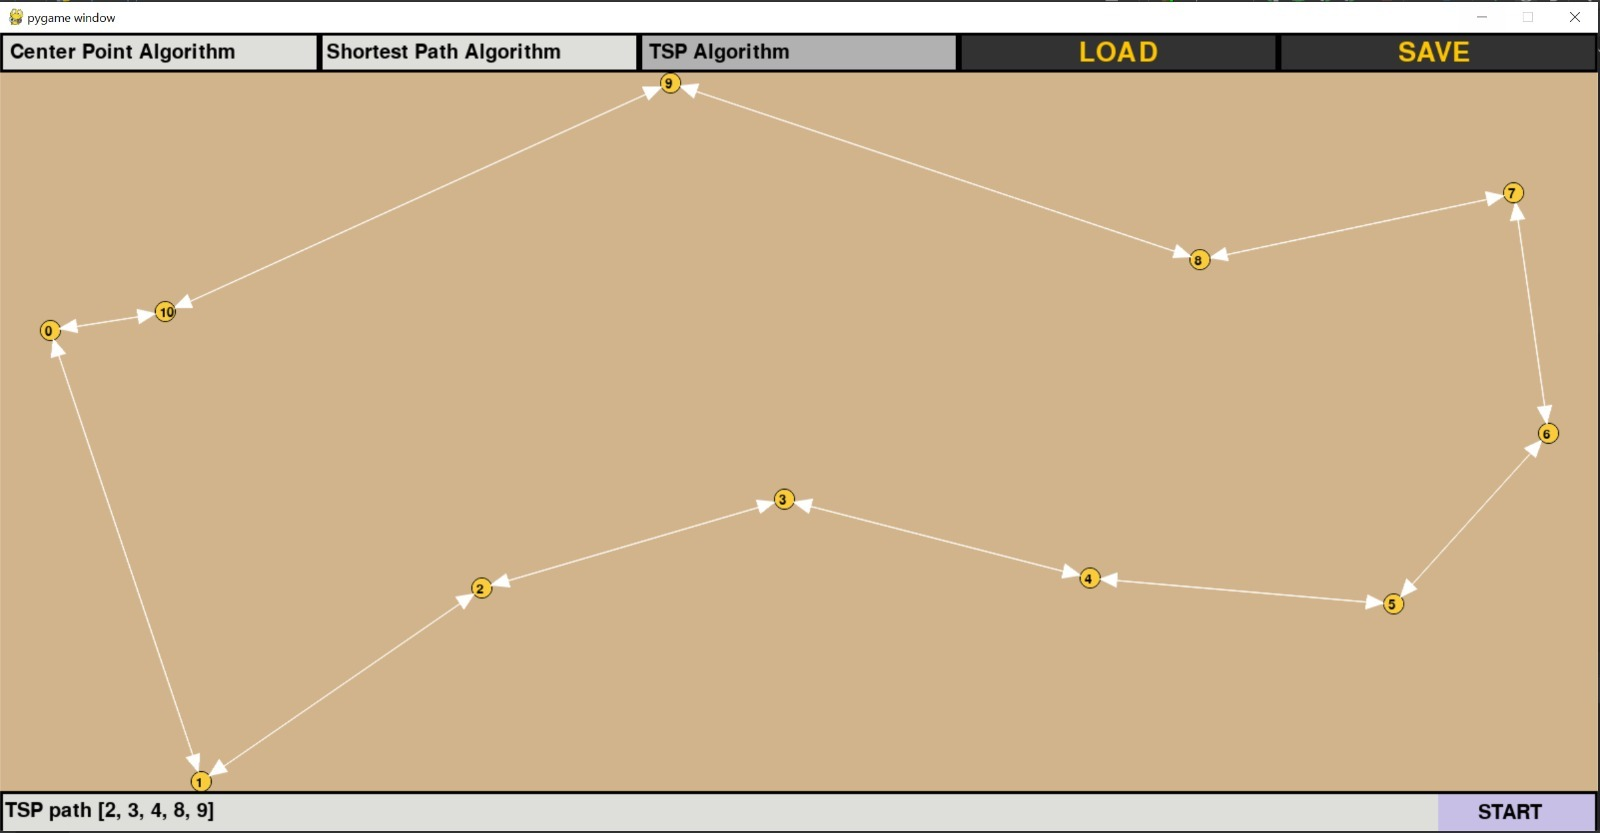 pygame window
Center Point Algorithm
Shortest Path Algorithm
TSP Algorithm
LOAD
SAVE
9
7
8
10
0
6
3
4
2
5
1
TSP path [2, 3, 4, 8, 9]
START